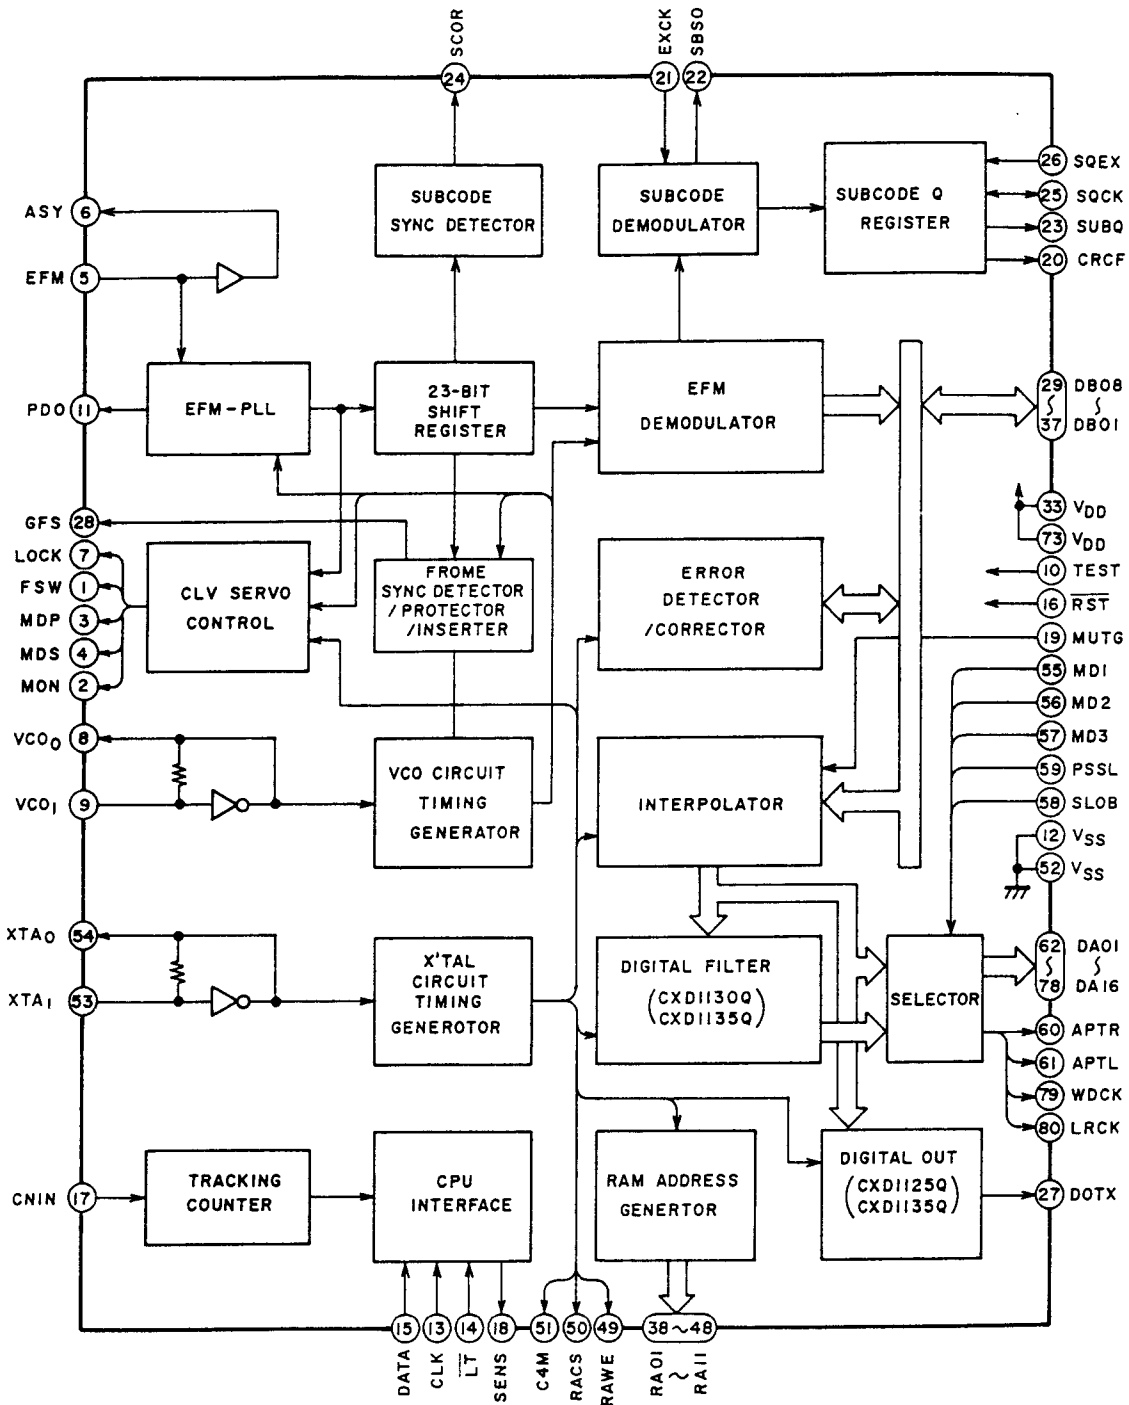 SCOR
EXCK
SBSO
24
21
22
ASY 6
EFM 5
SUBCODE
SYNC DETECTOR
SUBCODE
DEMODULATOR
SUBCODE Q
REGISTER
26 SQEX
25 SQCK
23 SUBQ
20 CRCF
PDO 11
EFM-PLL
23-BIT
SHIFT
REGISTER
EFM
DEMODULATOR
29 DB08
~ ~
37 DB01
GFS 28
LOCK 7
FSW 1
MDP 3
MDS 4
MON 2
CLV SERVO
CONTROL
FROME
SYNC DETECTOR
/PROTECTOR
/INSERTER
ERROR
DETECTOR
/CORRECTOR
33 VDD
73 VDD
10 TEST
16 R̅S̅T̅
19 MUTG
55 MD1
56 MD2
57 MD3
59 PSSL
58 SLOB
12 VSS
52 VSS
VCO0 8
VCO1 9
VCO CIRCUIT
TIMING
GENERATOR
INTERPOLATOR
XTA0 54
XTA1 53
X'TAL
CIRCUIT
TIMING
GENEROTOR
DIGITAL FILTER
(CXD1130Q
CXD1135Q)
SELECTOR
62 DA01
~ ~
78 DA16
60 APTR
61 APTL
79 WDCK
80 LRCK
CNIN 17
TRACKING
COUNTER
CPU
INTERFACE
RAM ADDRESS
GENERTOR
DIGITAL OUT
(CXD1125Q
CXD1135Q)
27 DOTX
15
13
14
18
51
50
49
38~48
DATA
CLK
L̅T̅
SENS
C4M
RACS
RAWE
RA01
~
RA11